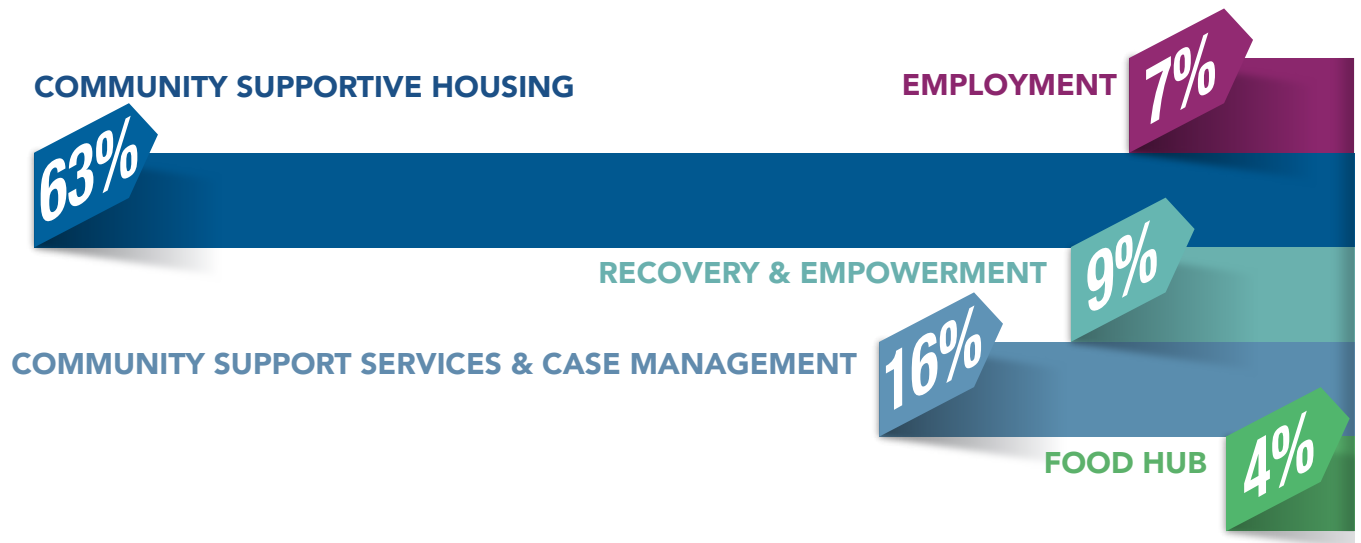 EMPLOYMENT
7%
COMMUNITY SUPPORTIVE HOUSING
63%
RECOVERY & EMPOWERMENT
9%
COMMUNITY SUPPORT SERVICES & CASE MANAGEMENT
16%
FOOD HUB
4%